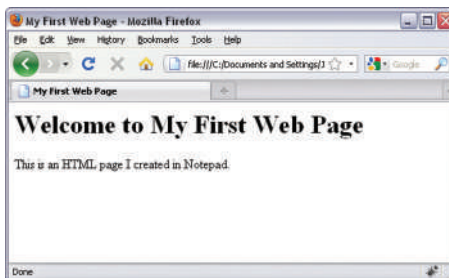 My First Web Page - Mozilla Firefox
File Edit View History Bookmarks Tools Help
file:///C:/Documents and Settings/J
Google
My First Web Page
Welcome to My First Web Page
This is an HTML page I created in Notepad.
Done